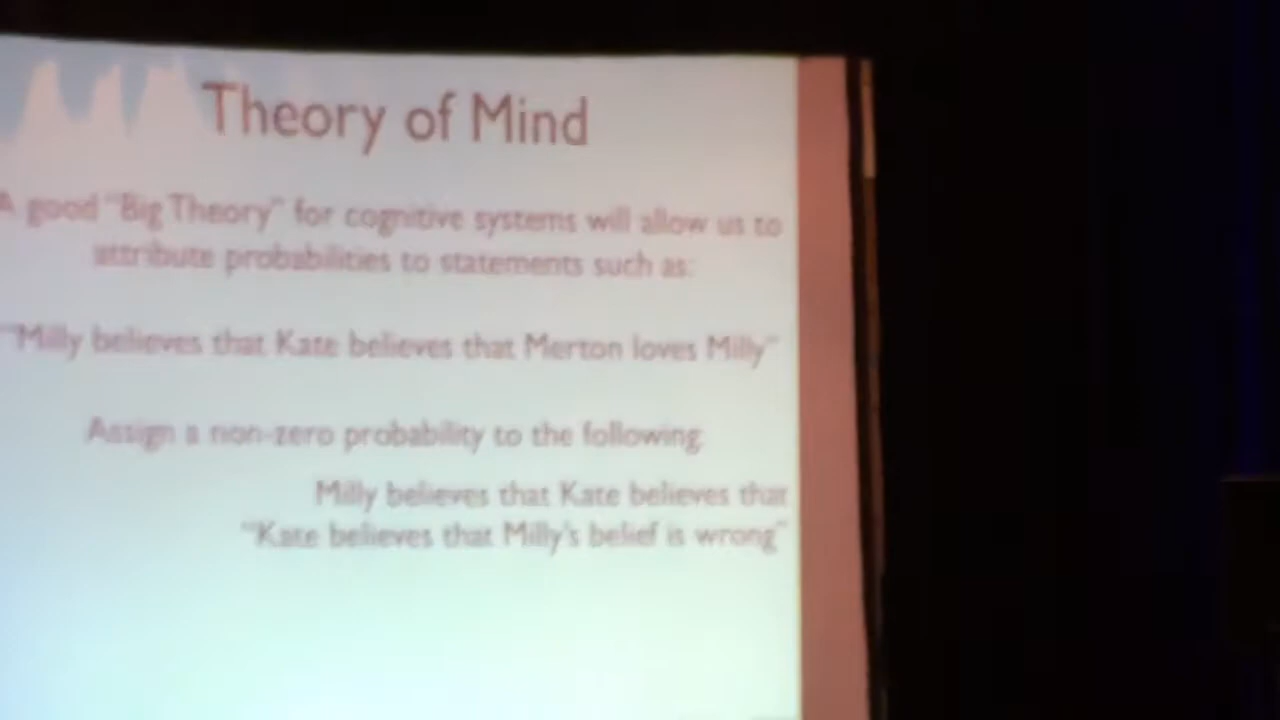 Theory of Mind
A good "Big Theory" for cognitive systems will allow us to
attribute probabilities to statements such as:
"Milly believes that Kate believes that Merton loves Milly"
Assign a non-zero probability to the following:
Milly believes that Kate believes that
"Kate believes that Milly's belief is wrong"